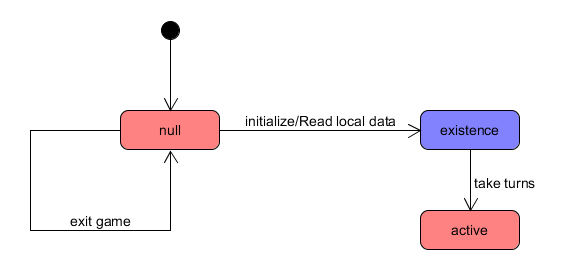 null
initialize/Read local data
existence
take turns
exit game
active